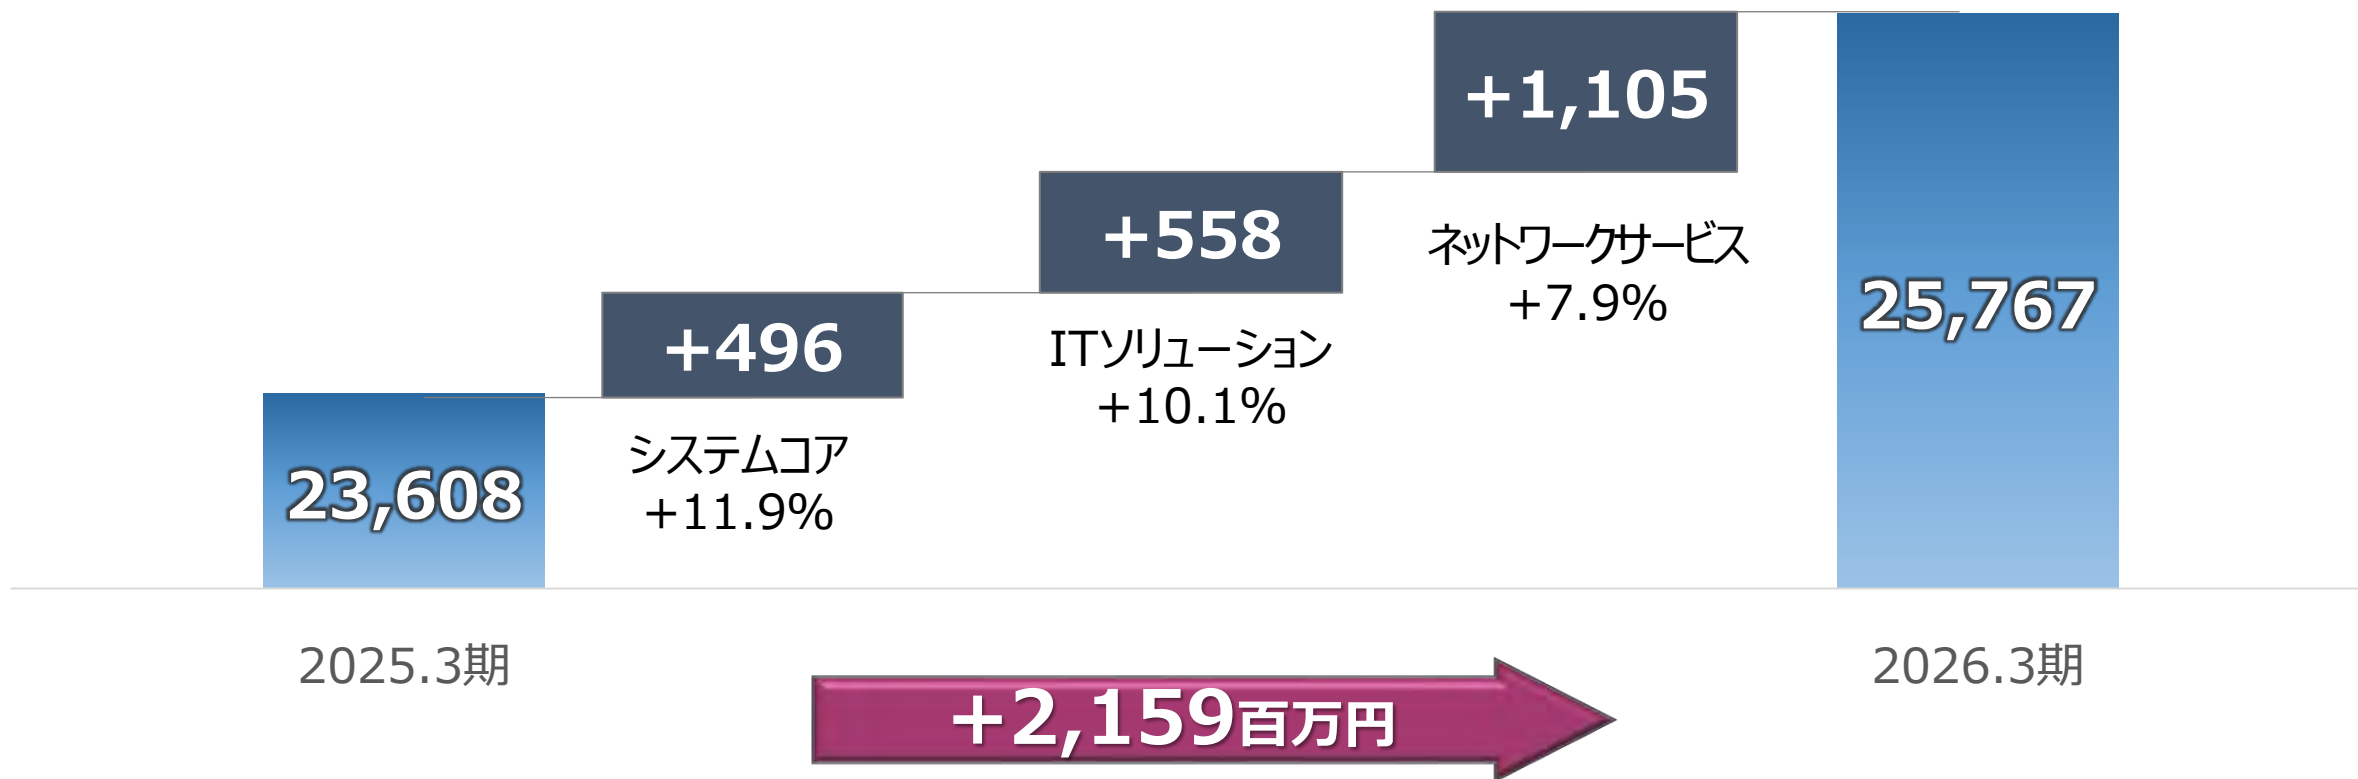 +1,105
+558
ネットワークサービス
+7.9%
25,767
+496
ITソリューション
+10.1%
システムコア
+11.9%
23,608
2025.3期
2026.3期
+2,159百万円